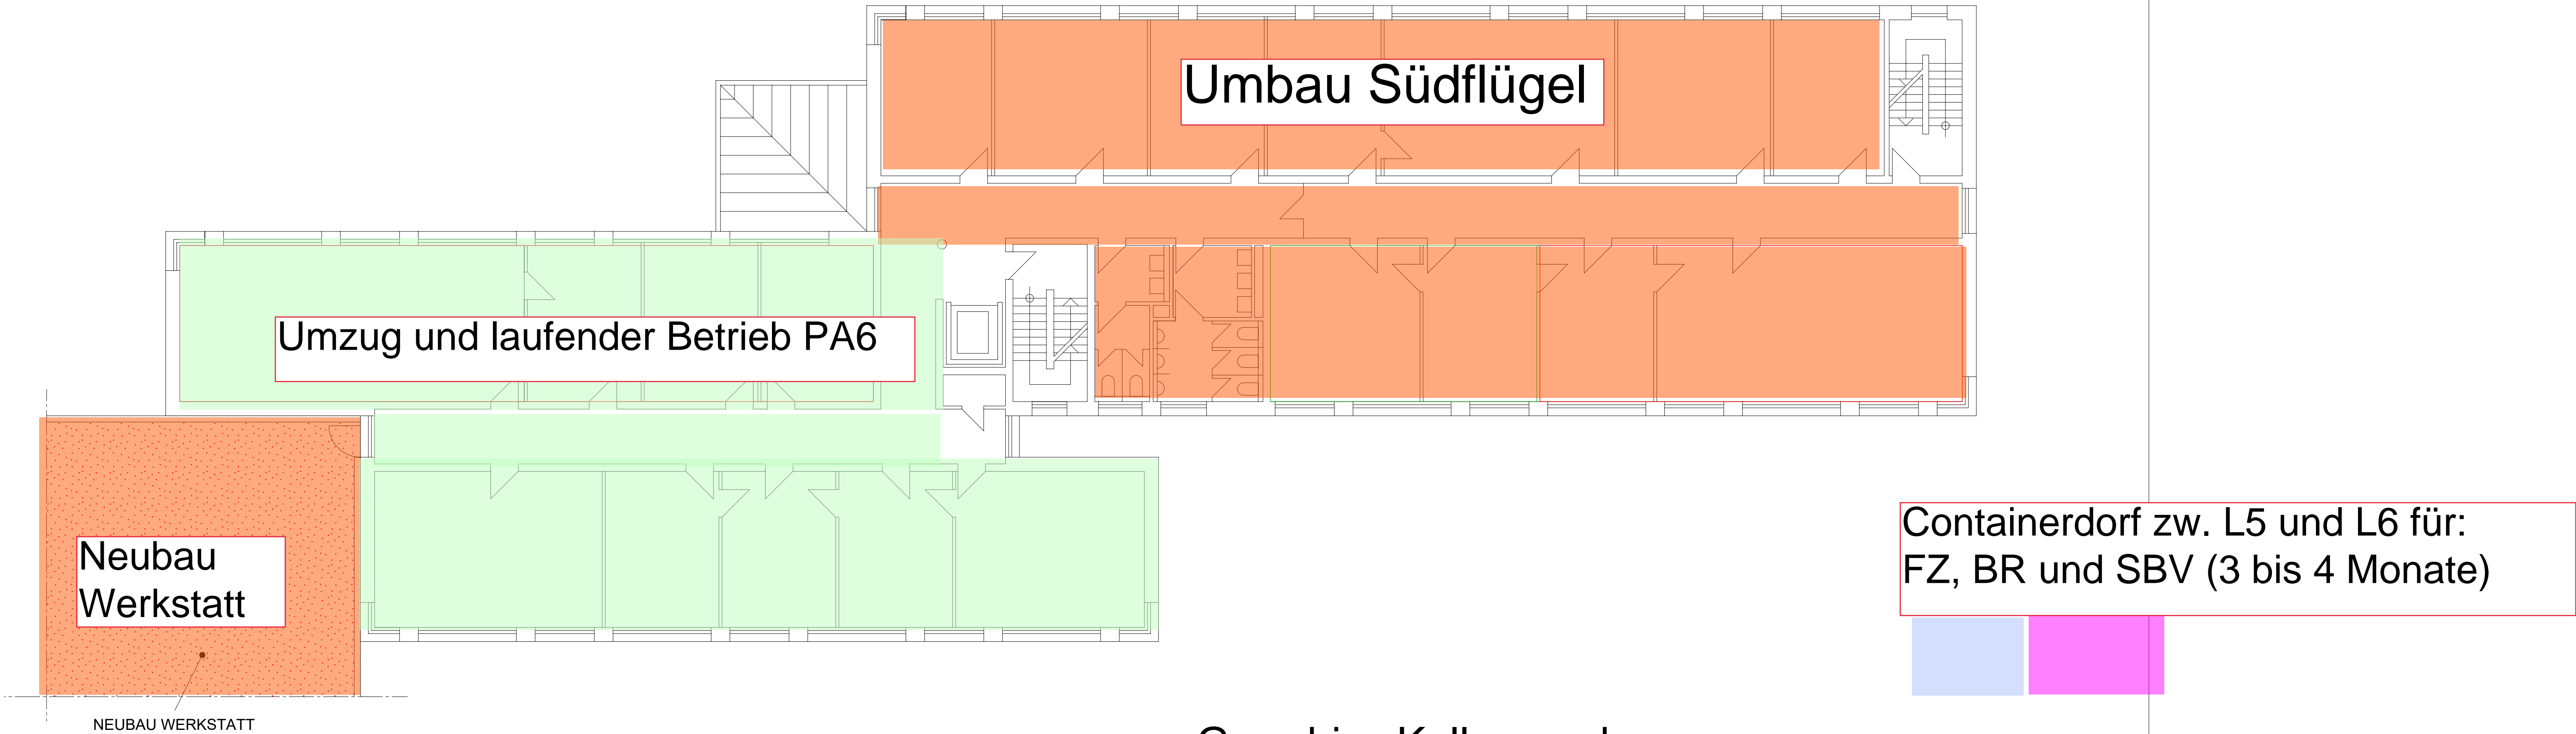 Umbau Südflügel
Umzug und laufender Betrieb PA6
Neubau
Werkstatt
Containerdorf zw. L5 und L6 für:
FZ, BR und SBV (3 bis 4 Monate)
NEUBAU WERKSTATT